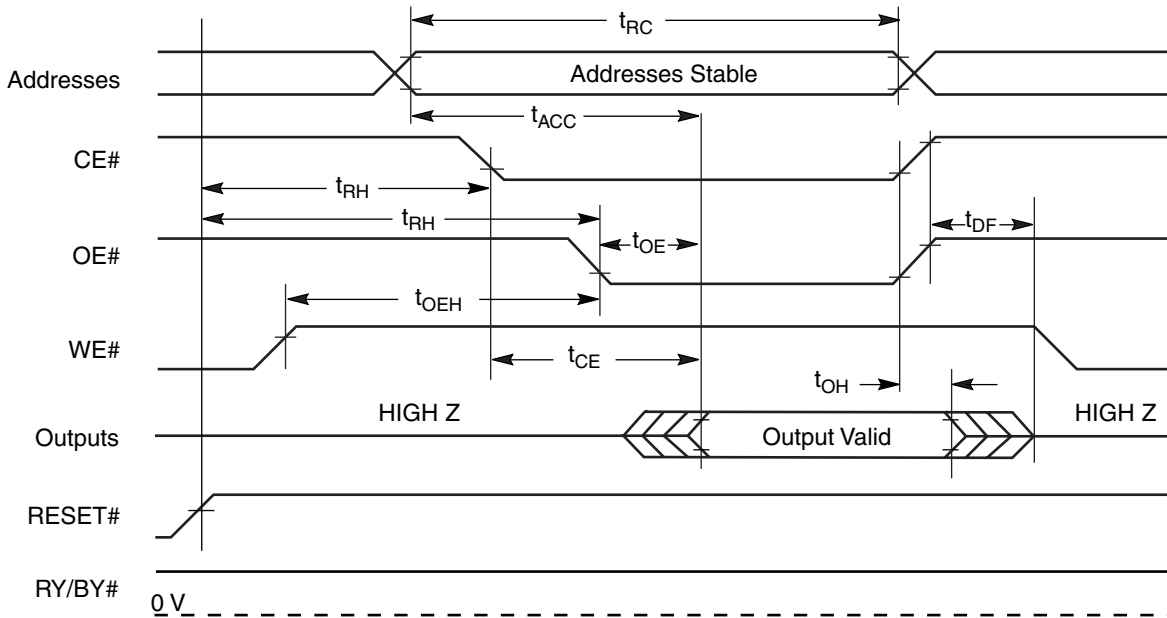 tRC
Addresses
Addresses Stable
tACC
CE#
tRH
tRH
OE#
tOE
tDF
tOEH
WE#
tCE
tOH
HIGH Z
HIGH Z
Outputs
Output Valid
RESET#
RY/BY#
0 V